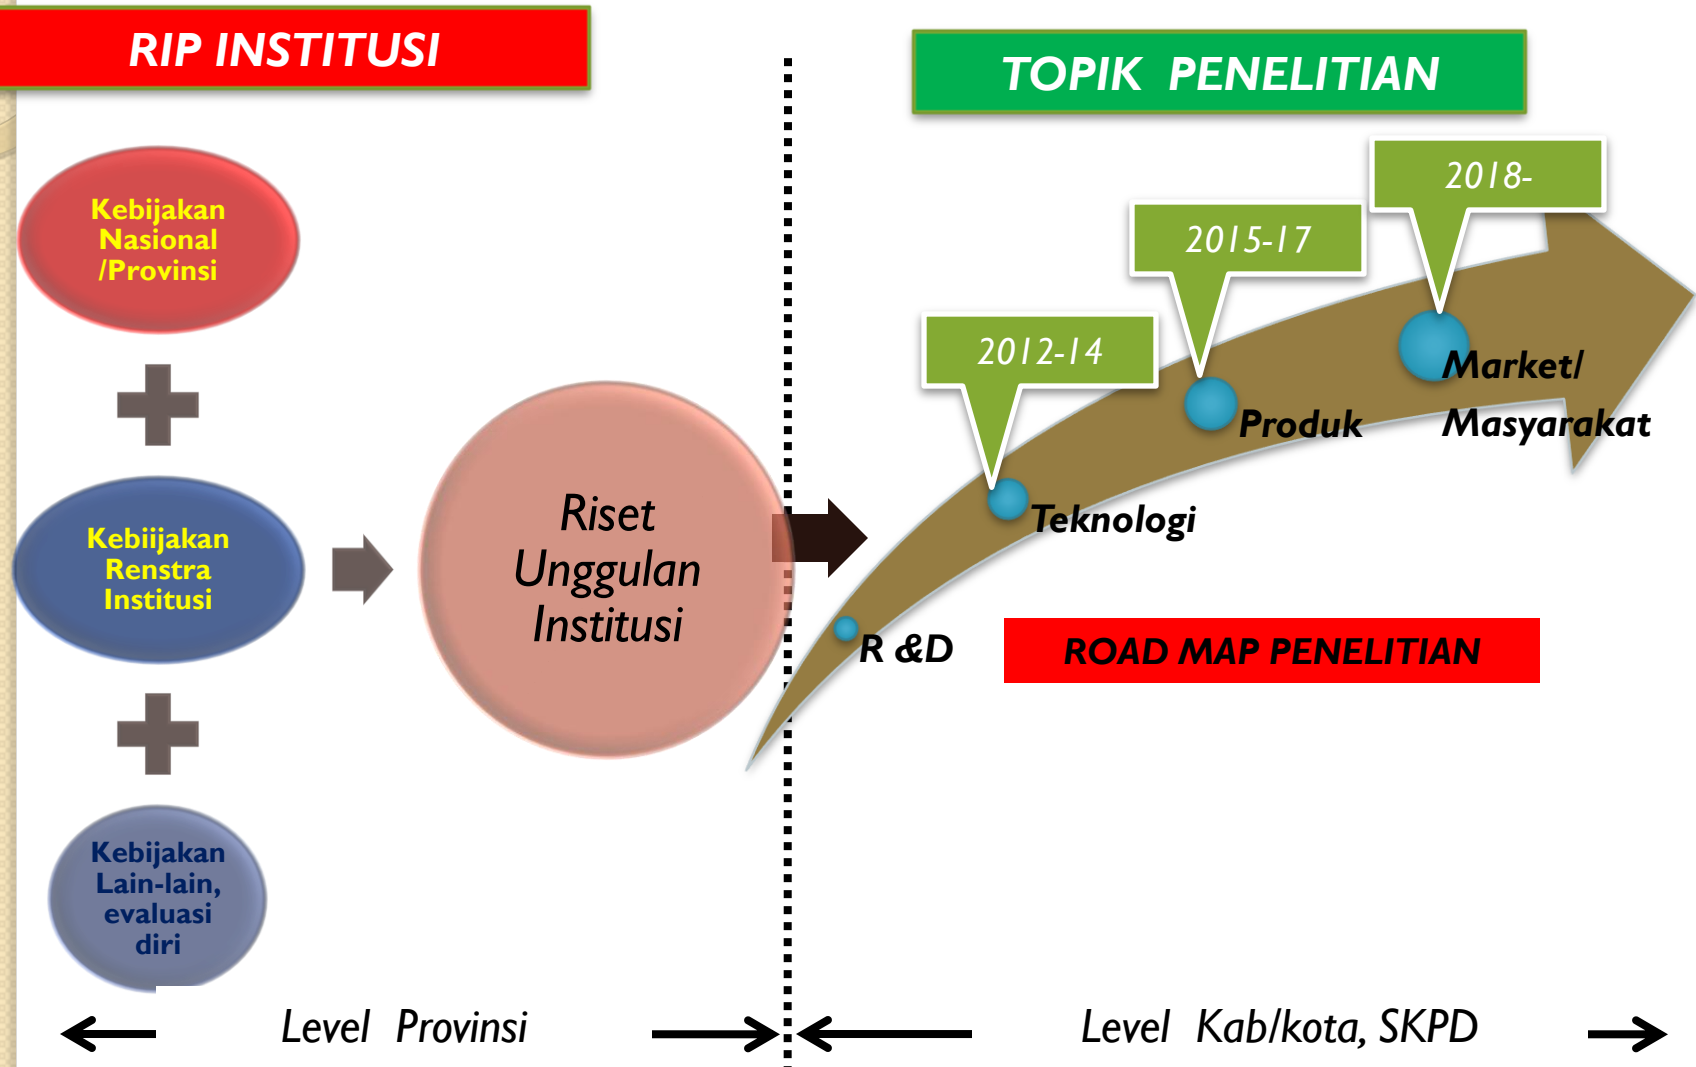 RIP INSTITUSI
TOPIK PENELITIAN
Kebijakan
Nasional
/Provinsi
Kebiijakan
Renstra
Institusi
Kebijakan
Lain-lain,
evaluasi
diri
Riset
Unggulan
Institusi
2012-14
2015-17
2018-
R &D
Teknologi
Produk
Market/
Masyarakat
ROAD MAP PENELITIAN
Level Provinsi
Level Kab/kota, SKPD